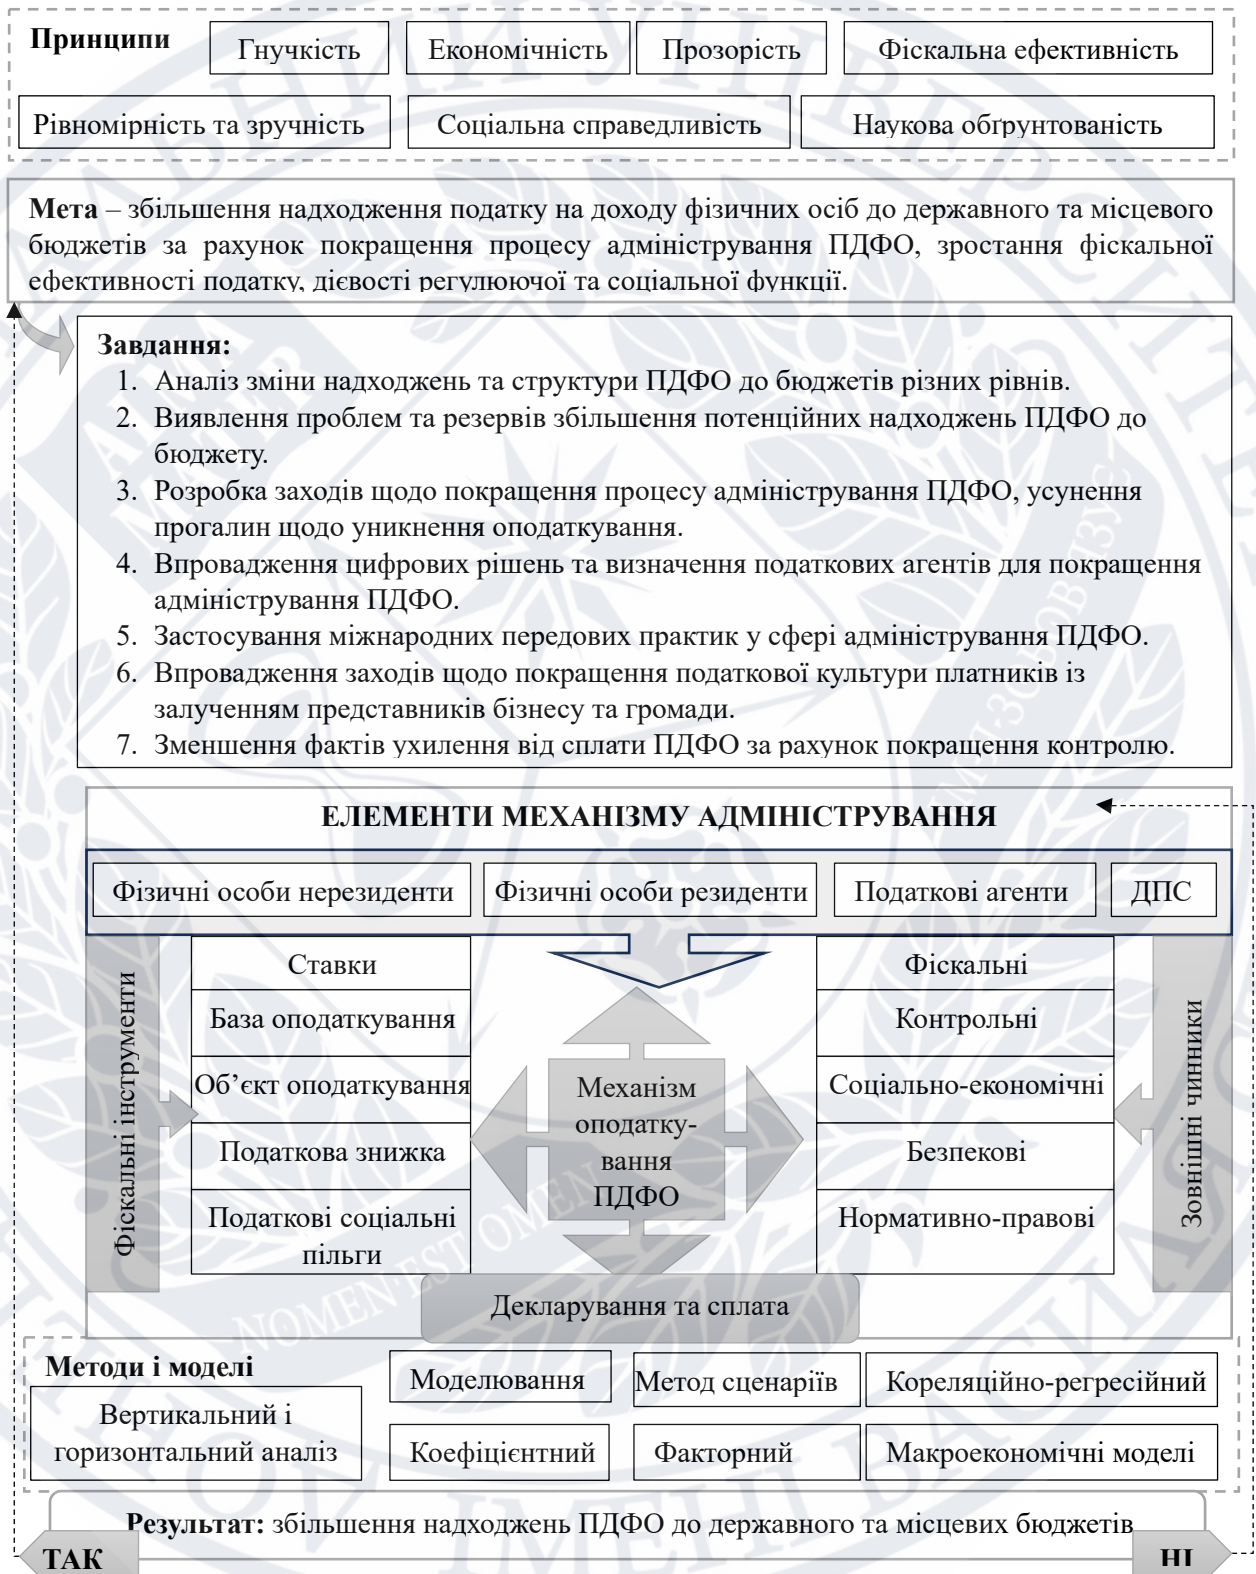 Принципи
Гнучкість
Економічність
Прозорість
Фіскальна ефективність
Рівномірність та зручність
Соціальна справедливість
Наукова обґрунтованість
Мета – збільшення надходження податку на доходу фізичних осіб до державного та місцевого
бюджетів за рахунок покращення процесу адміністрування ПДФО, зростання фіскальної
ефективності податку, дієвості регулюючої та соціальної функції.
Завдання:
1. Аналіз зміни надходжень та структури ПДФО до бюджетів різних рівнів.
2. Виявлення проблем та резервів збільшення потенційних надходжень ПДФО до
бюджету.
3. Розробка заходів щодо покращення процесу адміністрування ПДФО, усунення
прогалин щодо уникнення оподаткування.
4. Впровадження цифрових рішень та визначення податкових агентів для покращення
адміністрування ПДФО.
5. Застосування міжнародних передових практик у сфері адміністрування ПДФО.
6. Впровадження заходів щодо покращення податкової культури платників із
залученням представників бізнесу та громади.
7. Зменшення фактів ухилення від сплати ПДФО за рахунок покращення контролю.
ЕЛЕМЕНТИ МЕХАНІЗМУ АДМІНІСТРУВАННЯ
Фізичні особи нерезиденти
Фізичні особи резиденти
Податкові агенти
ДПС
Фіскальні інструменти
Ставки
База оподаткування
Об’єкт оподаткування
Податкова знижка
Податкові соціальні
пільги
Механізм
оподатку-
вання
ПДФО
Фіскальні
Контрольні
Соціально-економічні
Безпекові
Нормативно-правові
Зовнішні чинники
Декларування та сплата
NOMEN EST OMEN
Методи і моделі
Вертикальний і
горизонтальний аналіз
Моделювання
Метод сценаріїв
Кореляційно-регресійний
Коефіцієнтний
Факторний
Макроекономічні моделі
Результат: збільшення надходжень ПДФО до державного та місцевих бюджетів
ТАК
НІ